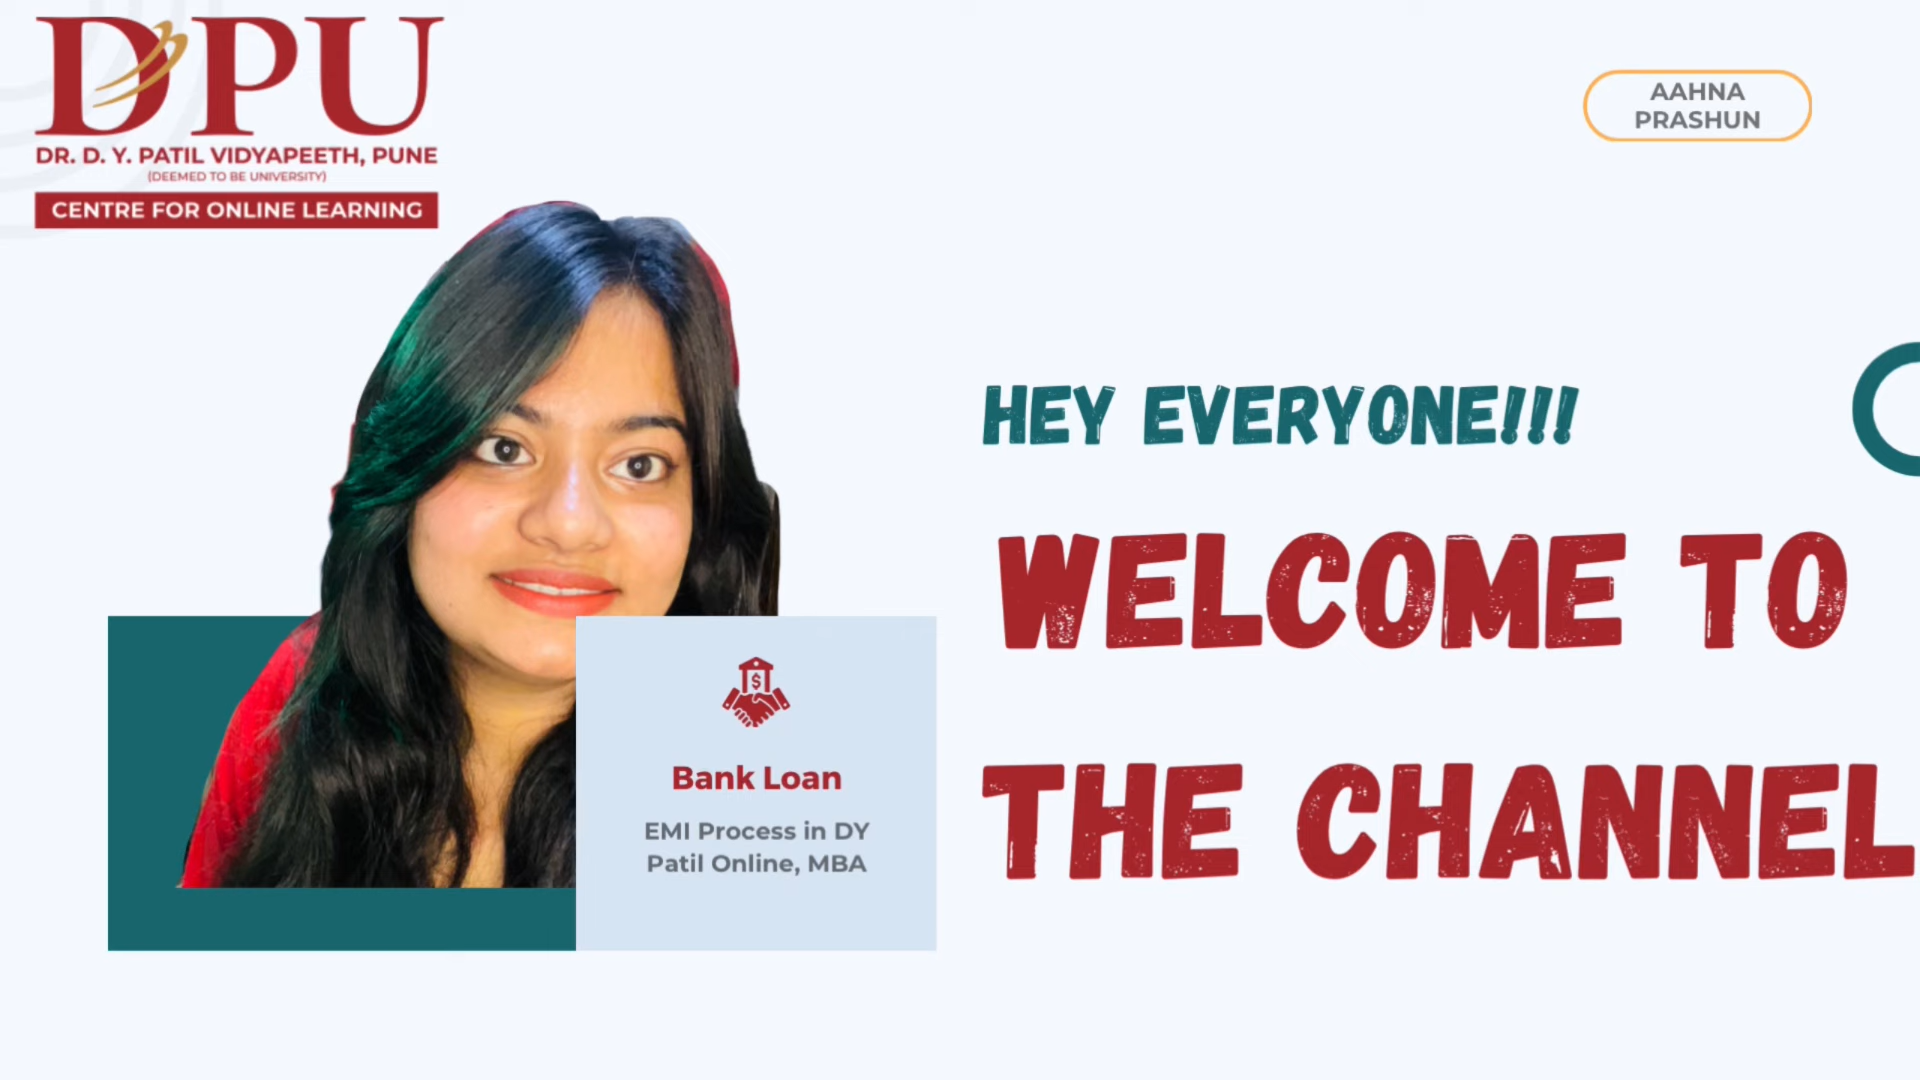 DPU
DR. D. Y. PATIL VIDYAPEETH, PUNE
(DEEMED TO BE UNIVERSITY)
CENTRE FOR ONLINE LEARNING
AAHNA
PRASHUN
HEY EVERYONE!!!
WELCOME TO
THE CHANNEL
$
Bank Loan
EMI Process in DY
Patil Online, MBA